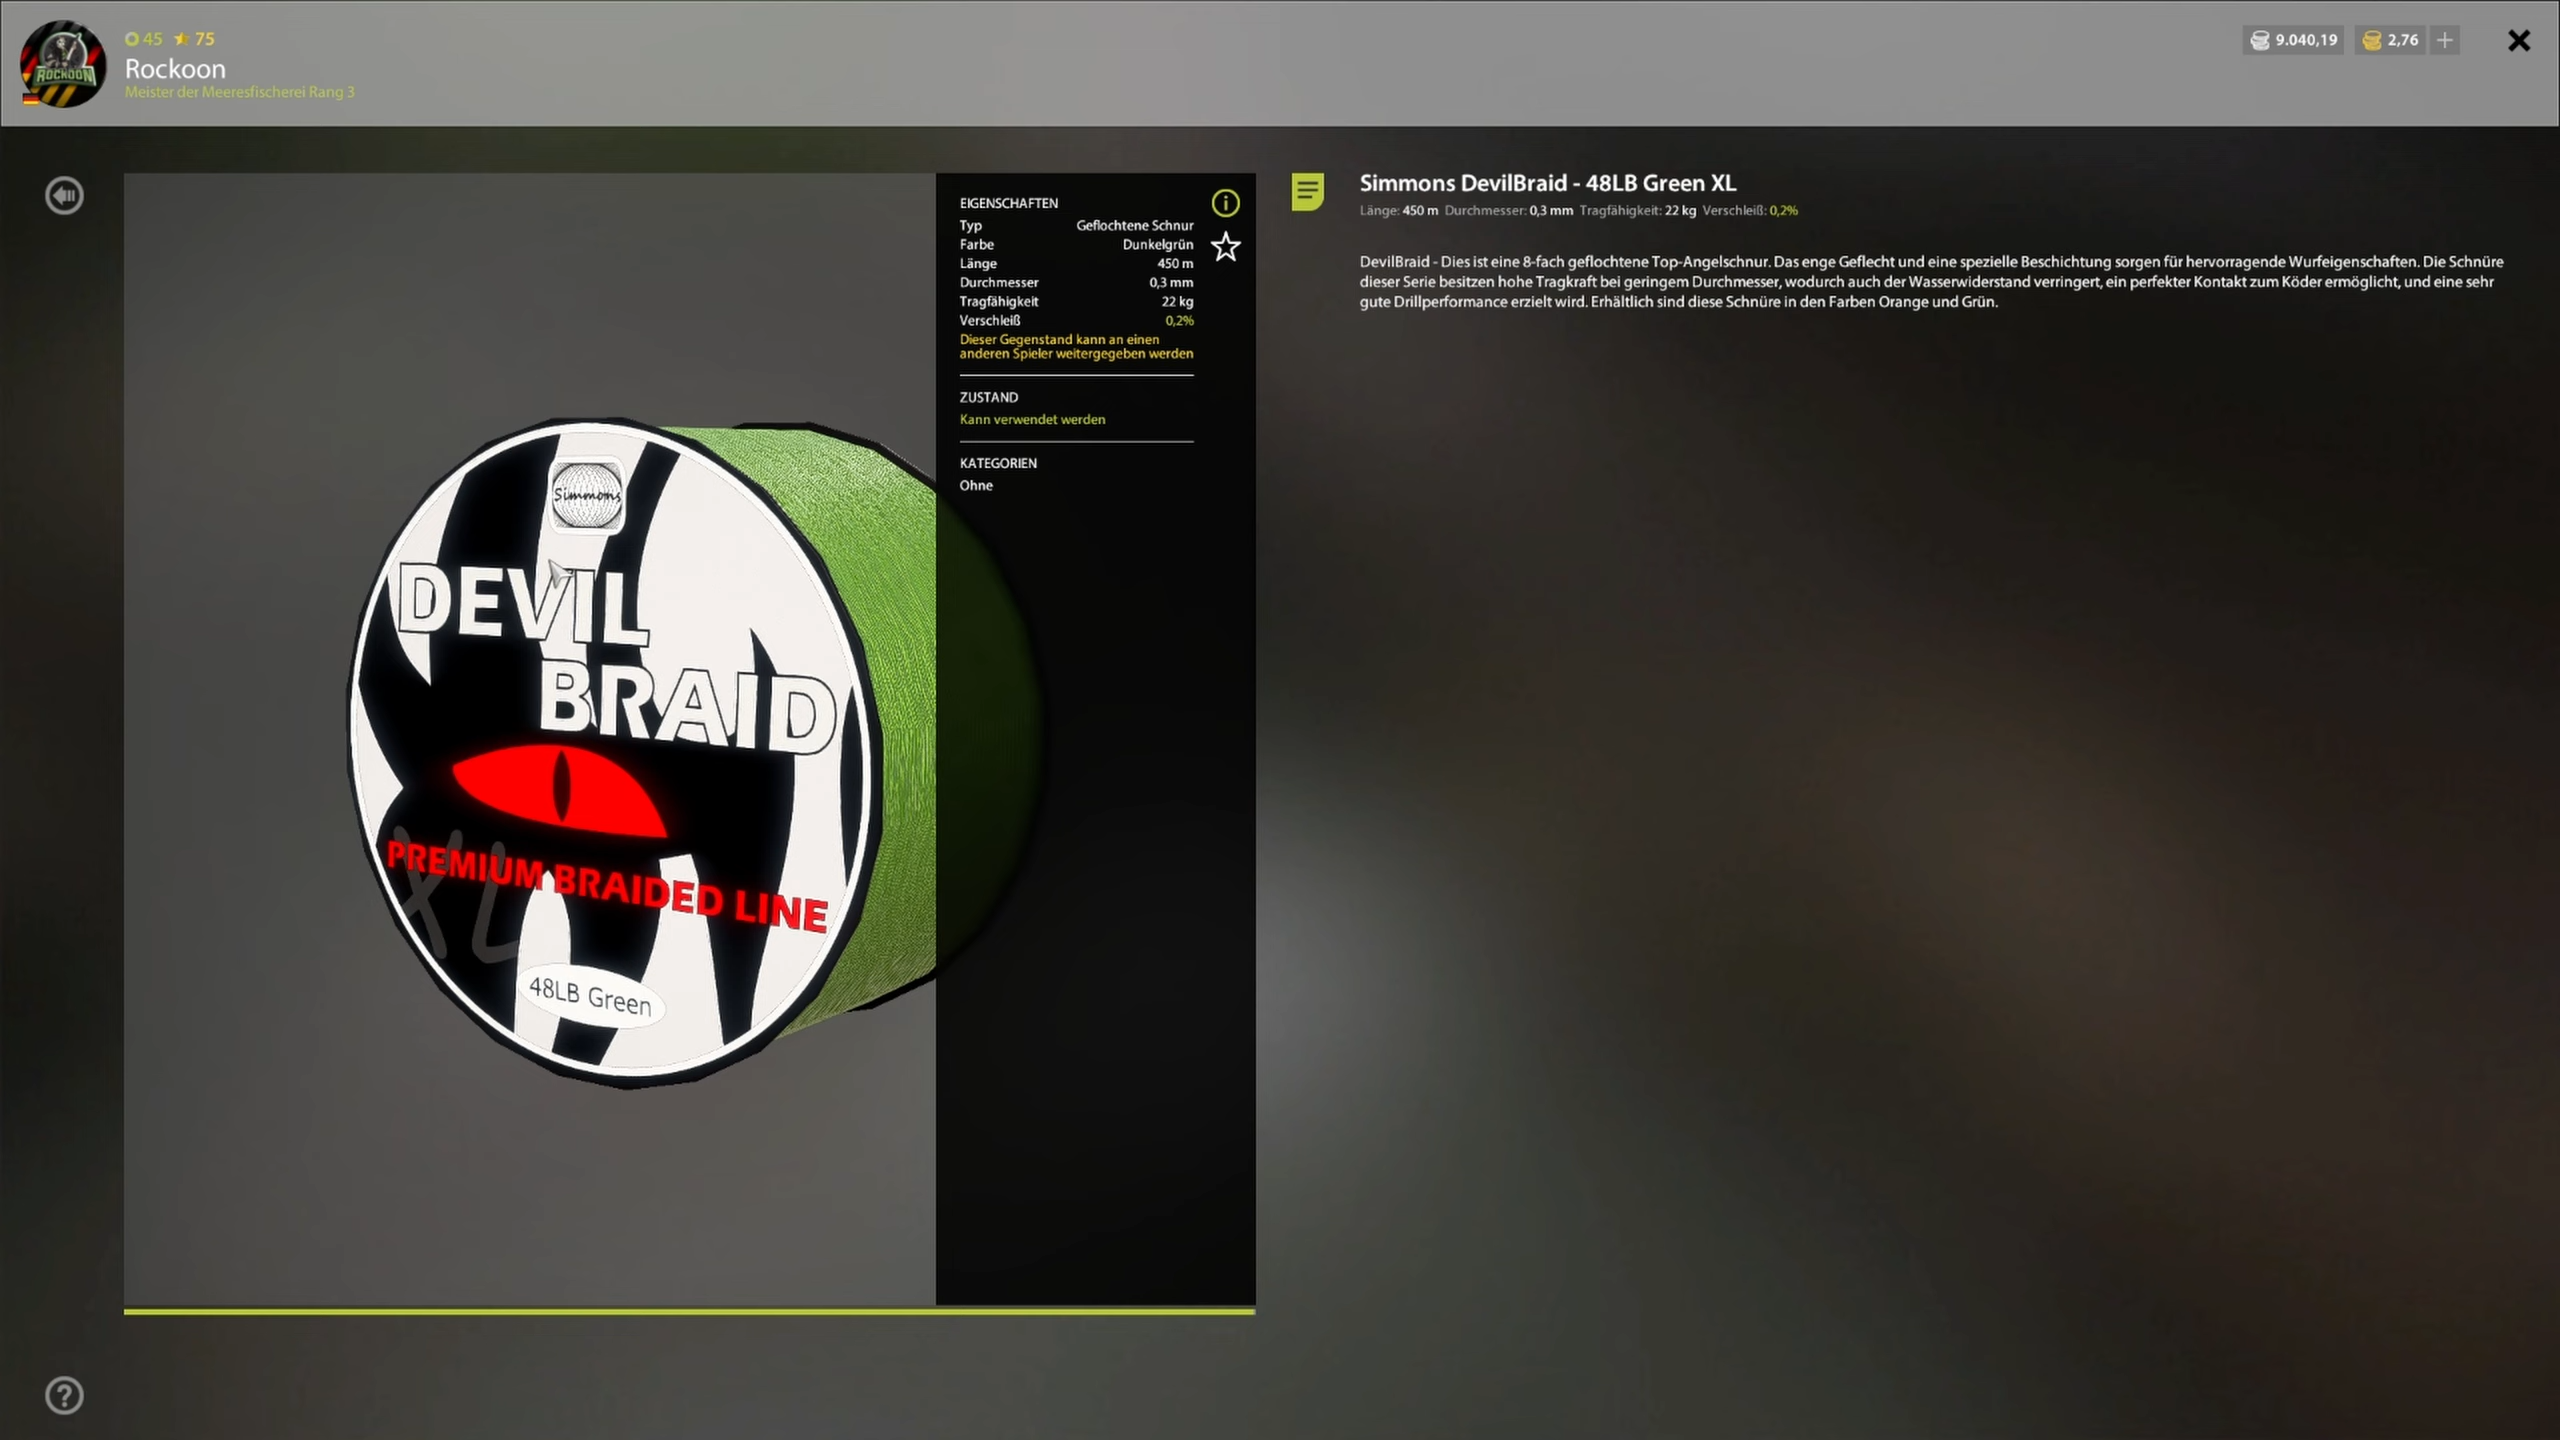 45 75
9.040,19 2,76
Rockoon
Meister der Meeresfischerei Rang 3
ROCKOON
EIGENSCHAFTEN
Typ Geflochtene Schnur
Farbe Dunkelgrün
Länge 450 m
Durchmesser 0,3 mm
Tragfähigkeit 22 kg
Verschleiß 0,2%
Dieser Gegenstand kann an einen
anderen Spieler weitergegeben werden
ZUSTAND
Kann verwendet werden
KATEGORIEN
Ohne
Simmons DevilBraid - 48LB Green XL
Länge: 450 m Durchmesser: 0,3 mm Tragfähigkeit: 22 kg Verschleiß: 0,2%
DevilBraid - Dies ist eine 8-fach geflochtene Top-Angelschnur. Das enge Geflecht und eine spezielle Beschichtung sorgen für hervorragende Wurfeigenschaften. Die Schnüre
dieser Serie besitzen hohe Tragkraft bei geringem Durchmesser, wodurch auch der Wasserwiderstand verringert, ein perfekter Kontakt zum Köder ermöglicht, und eine sehr
gute Drillperformance erzielt wird. Erhältlich sind diese Schnüre in den Farben Orange und Grün.
Simmons
DEVIL
BRAID
PREMIUM BRAIDED LINE
XL
48LB Green